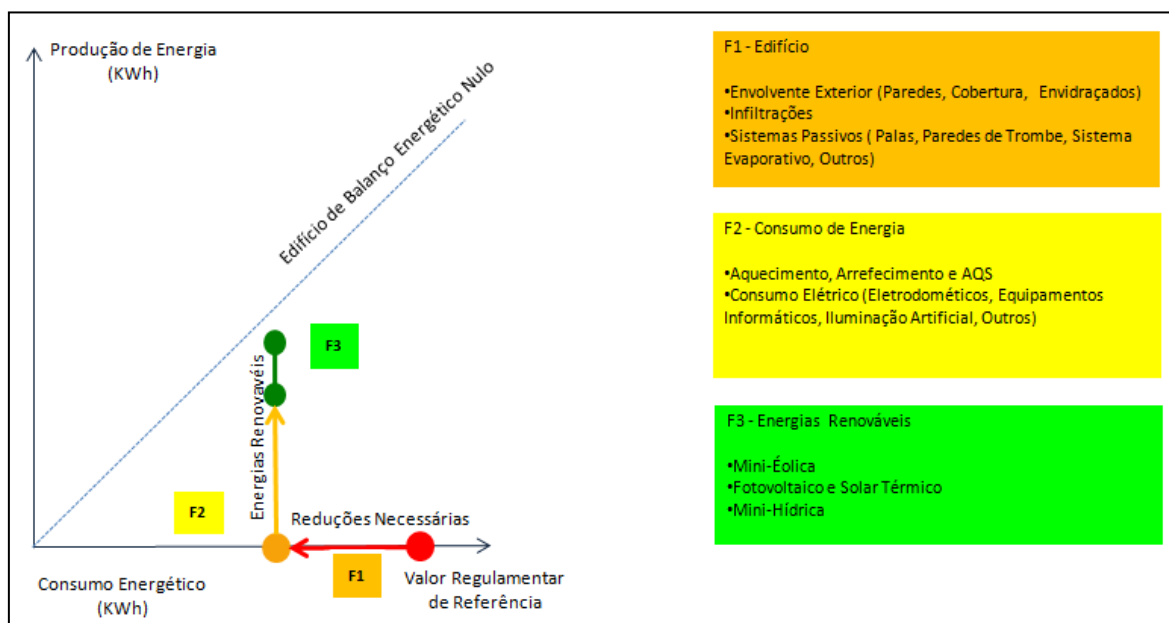 Produção de Energia
(KWh)
Edifício de Balanço Energético Nulo
F3
Energias Renovavéis
F2
Reduções Necessárias
F1
Consumo Energético
(KWh)
Valor Regulamentar
de Referência
F1 - Edifício
•Envolvente Exterior (Paredes, Cobertura, Envidraçados)
•Infiltrações
•Sistemas Passivos ( Palas, Paredes de Trombe, Sistema
Evaporativo, Outros)
F2 - Consumo de Energia
•Aquecimento, Arrefecimento e AQS
•Consumo Elétrico (Eletrodométicos, Equipamentos
Informáticos, Iluminação Artificial, Outros)
F3 - Energias Renováveis
•Mini-Éolica
•Fotovoltaico e Solar Térmico
•Mini-Hídrica